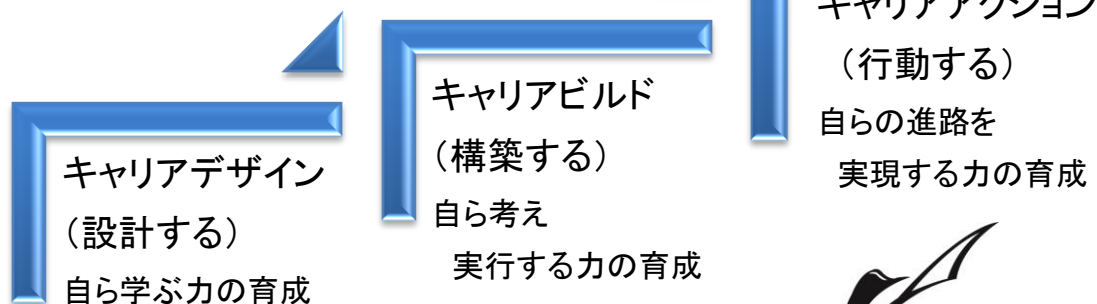 キャリアデザイン
（設計する）
自ら学ぶ力の育成
キャリアビルド
（構築する）
自ら考え
実行する力の育成
キャリアアクション
（行動する）
自らの進路を
実現する力の育成